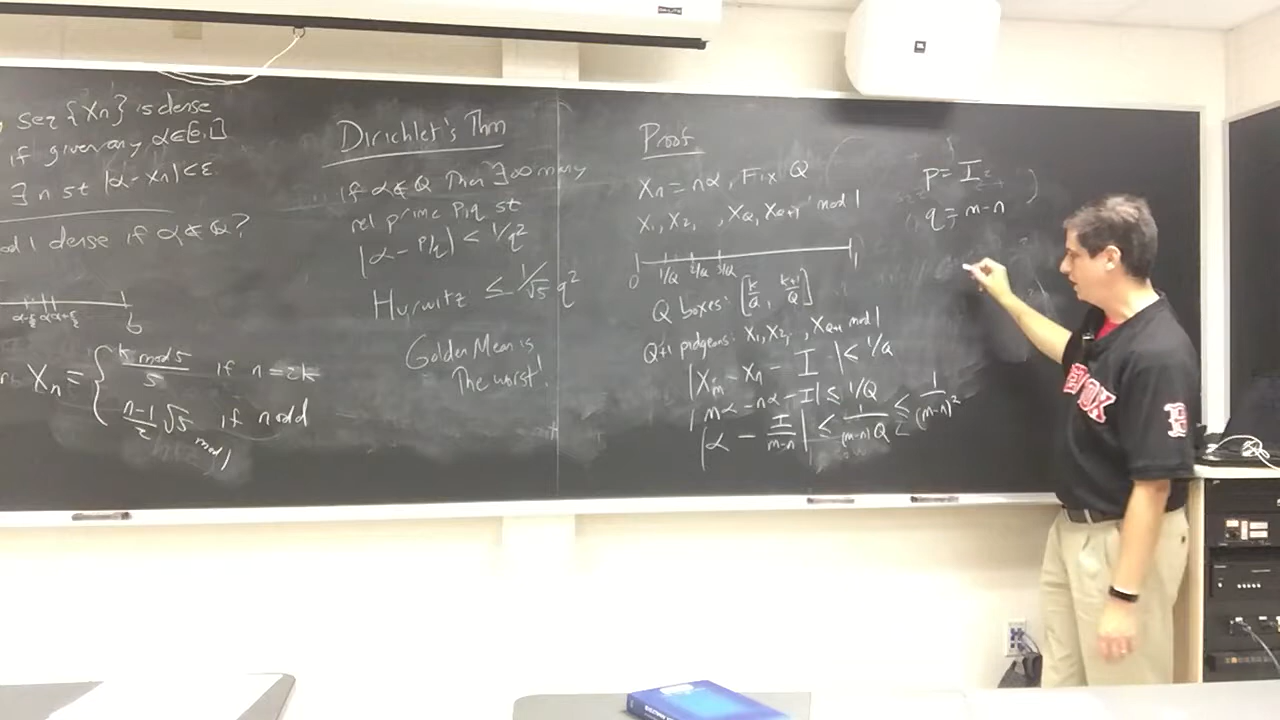 seq {Xn} is dense
if given any α∈[0,1]
∃ n st |α - xn| < ε
mod 1 dense if α∉Q?
Xn = { k mod 5 / 5 if n=2k
n-1/2 √5 if n odd
mod 1
Dirichlet's Thm
if α∉Q Then ∃ ∞ many
rel prime p,q st
|α - p/q| < 1/q²
Hurwitz ≤ 1/√5 q²
Golden Mean is
The worst!
Proof
Xn = nα, Fix Q
X1, X2, , XQ, XQ+1 mod 1
0 1/Q 2/Q 3/Q 1
Q boxes: [k/Q, k+1/Q]
Q+1 pidgeons: X1, X2, , XQ+1 mod 1
|Xm - Xn - I| < 1/Q
|mα - nα - I| ≤ 1/Q
|α - I/m-n| ≤ 1/(m-n)Q ≤ 1/(m-n)²
p = I
q = m-n